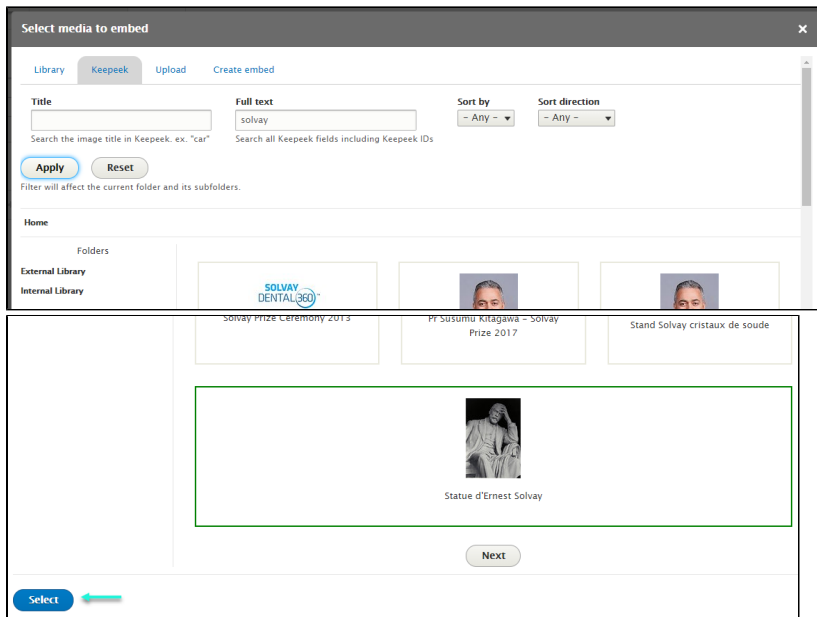 Select media to embed
×
Library Keepeek Upload Create embed
Title Full text Sort by Sort direction
solvay - Any - - Any -
Search the image title in Keepeek. ex. "car" Search all Keepeek fields including Keepeek IDs
Apply Reset
Filter will affect the current folder and its subfolders.
Home
Folders
External Library
Internal Library
SOLVAY
DENTAL 360™
Solvay Prize Ceremony 2013
Pr Susumu Kitagawa - Solvay
Prize 2017
Stand Solvay cristaux de soude
Statue d'Ernest Solvay
Next
Select